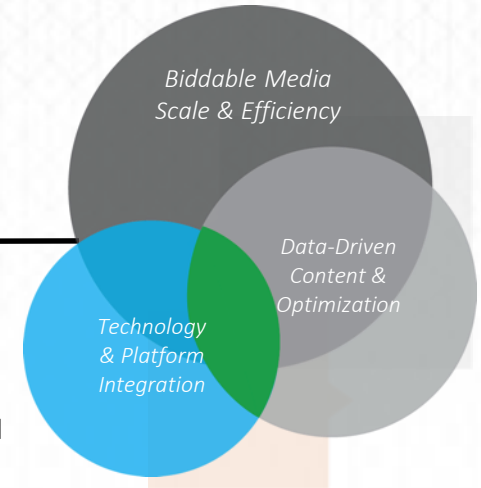 Biddable Media
Scale & Efficiency
Data-Driven
Content &
Optimization
Technology
& Platform
Integration